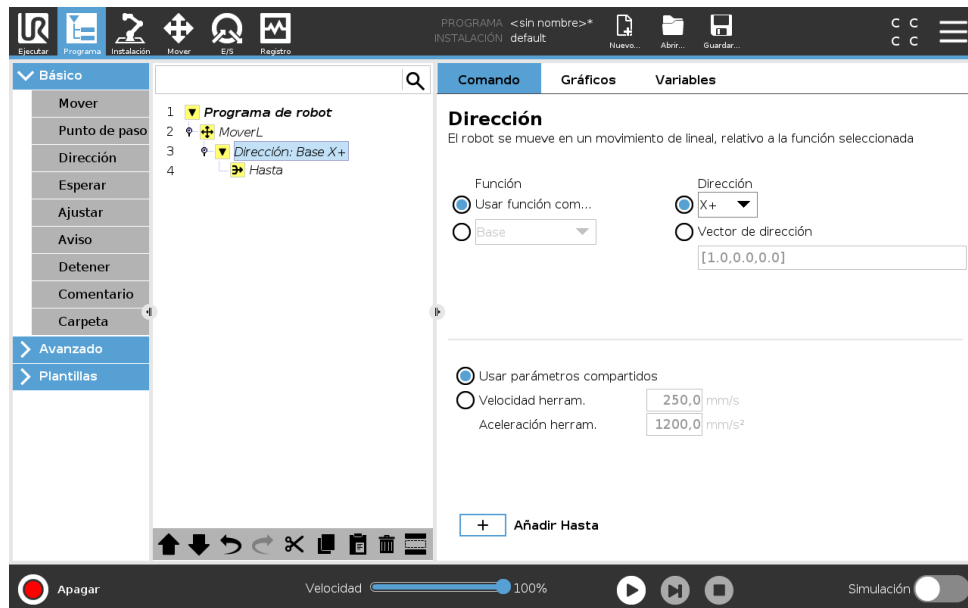 PROGRAMA <sin nombre>*
INSTALACIÓN default
Ejecutar Programa Instalación Mover E/S Registro Nuevo... Abrir... Guardar...
C C
C C
Básico
Mover
Punto de paso
Dirección
Esperar
Ajustar
Aviso
Detener
Comentario
Carpeta
Avanzado
Plantillas
1 Programa de robot
2 MoverL
3 Dirección: Base X+
4 Hasta
Comando Gráficos Variables
Dirección
El robot se mueve en un movimiento de lineal, relativo a la función seleccionada
Función Dirección
Usar función com... X+
Base Vector de dirección
[1.0,0.0,0.0]
Usar parámetros compartidos
Velocidad herram. 250,0 mm/s
Aceleración herram. 1200,0 mm/s²
+ Añadir Hasta
Apagar Velocidad 100% Simulación